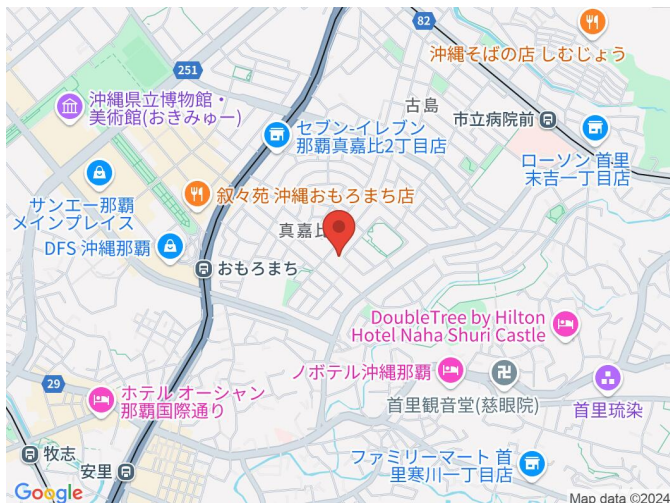 82
沖縄そばの店 しむじょう
251
古島
沖縄県立博物館・
美術館(おきみゅー)
セブン-イレブン
那覇真嘉比2丁目店
市立病院前
ローソン 首里
末吉一丁目店
サンエー那覇
メインプレイス
叙々苑 沖縄おもろまち店
真嘉比
DFS 沖縄那覇
おもろまち
DoubleTree by Hilton
Hotel Naha Shuri Castle
ノボテル沖縄那覇
29
ホテル オーシャン
那覇国際通り
卍
首里観音堂(慈眼院)
首里琉染
牧志
安里
ファミリーマート 首
里寒川一丁目店
Google
Map data ©2024